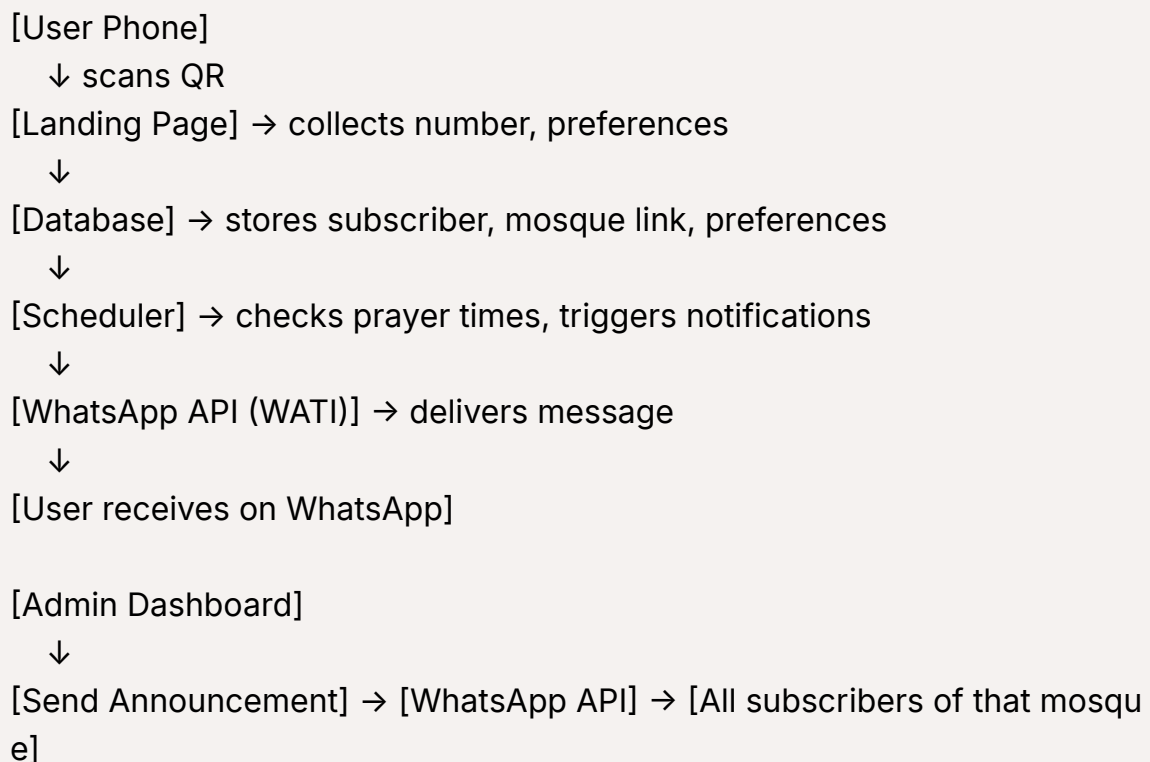 [User Phone]
↓ scans QR
[Landing Page] → collects number, preferences
↓
[Database] → stores subscriber, mosque link, preferences
↓
[Scheduler] → checks prayer times, triggers notifications
↓
[WhatsApp API (WATI)] → delivers message
↓
[User receives on WhatsApp]
[Admin Dashboard]
↓
[Send Announcement] → [WhatsApp API] → [All subscribers of that mosqu
e]